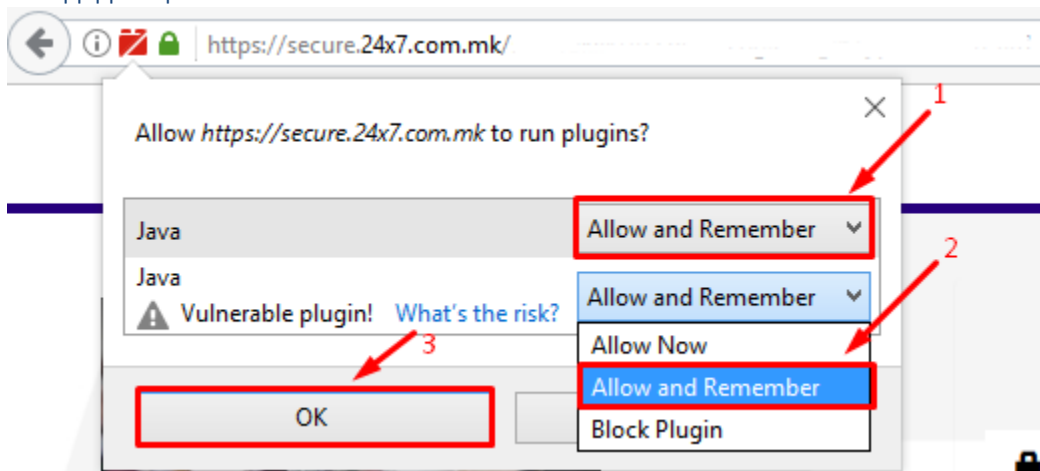 https://secure.24x7.com.mk/
1
Allow https://secure.24x7.com.mk to run plugins?
Java
Allow and Remember
2
Java
Vulnerable plugin! What's the risk?
Allow and Remember
3
Allow Now
Allow and Remember
OK
Block Plugin